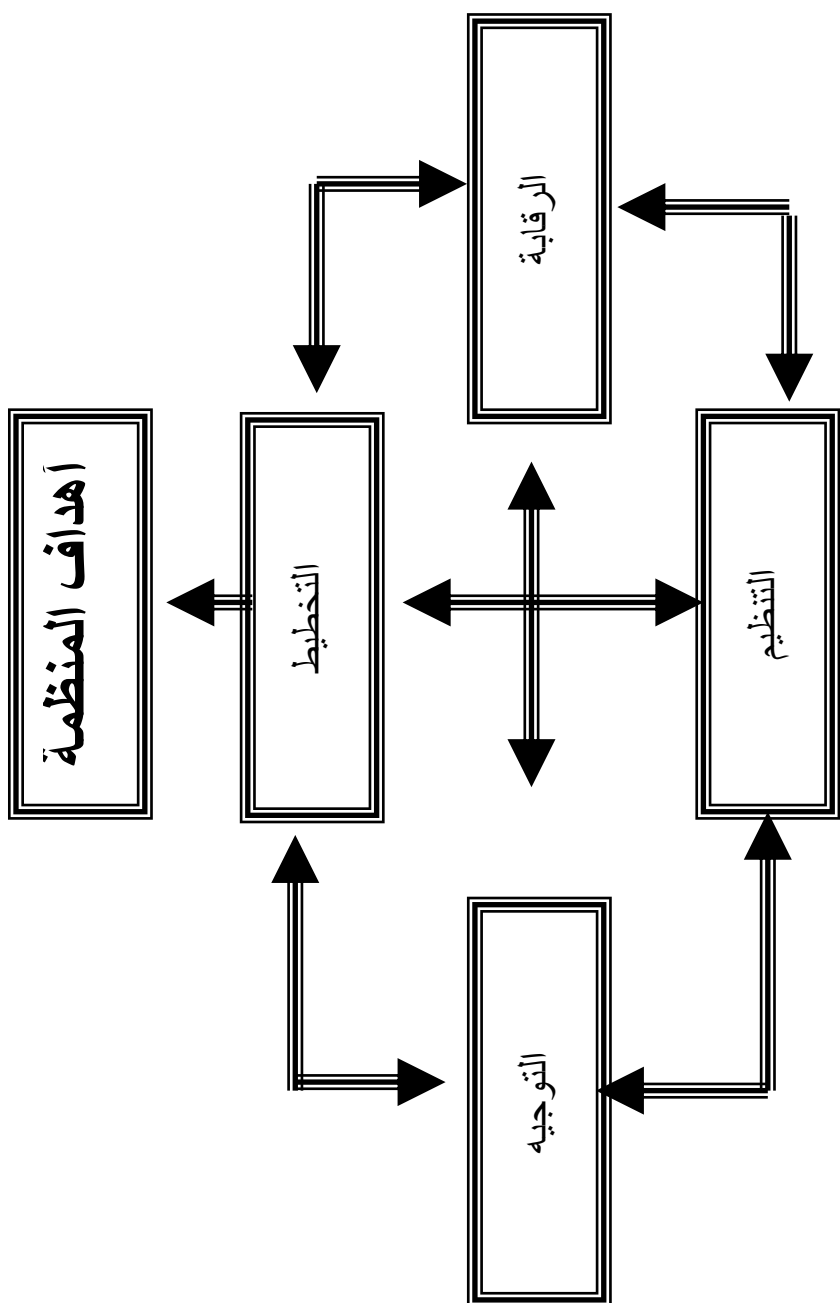 أهداف المنظمة
التخطيط
الرقابة
التوجيه
التنظيم